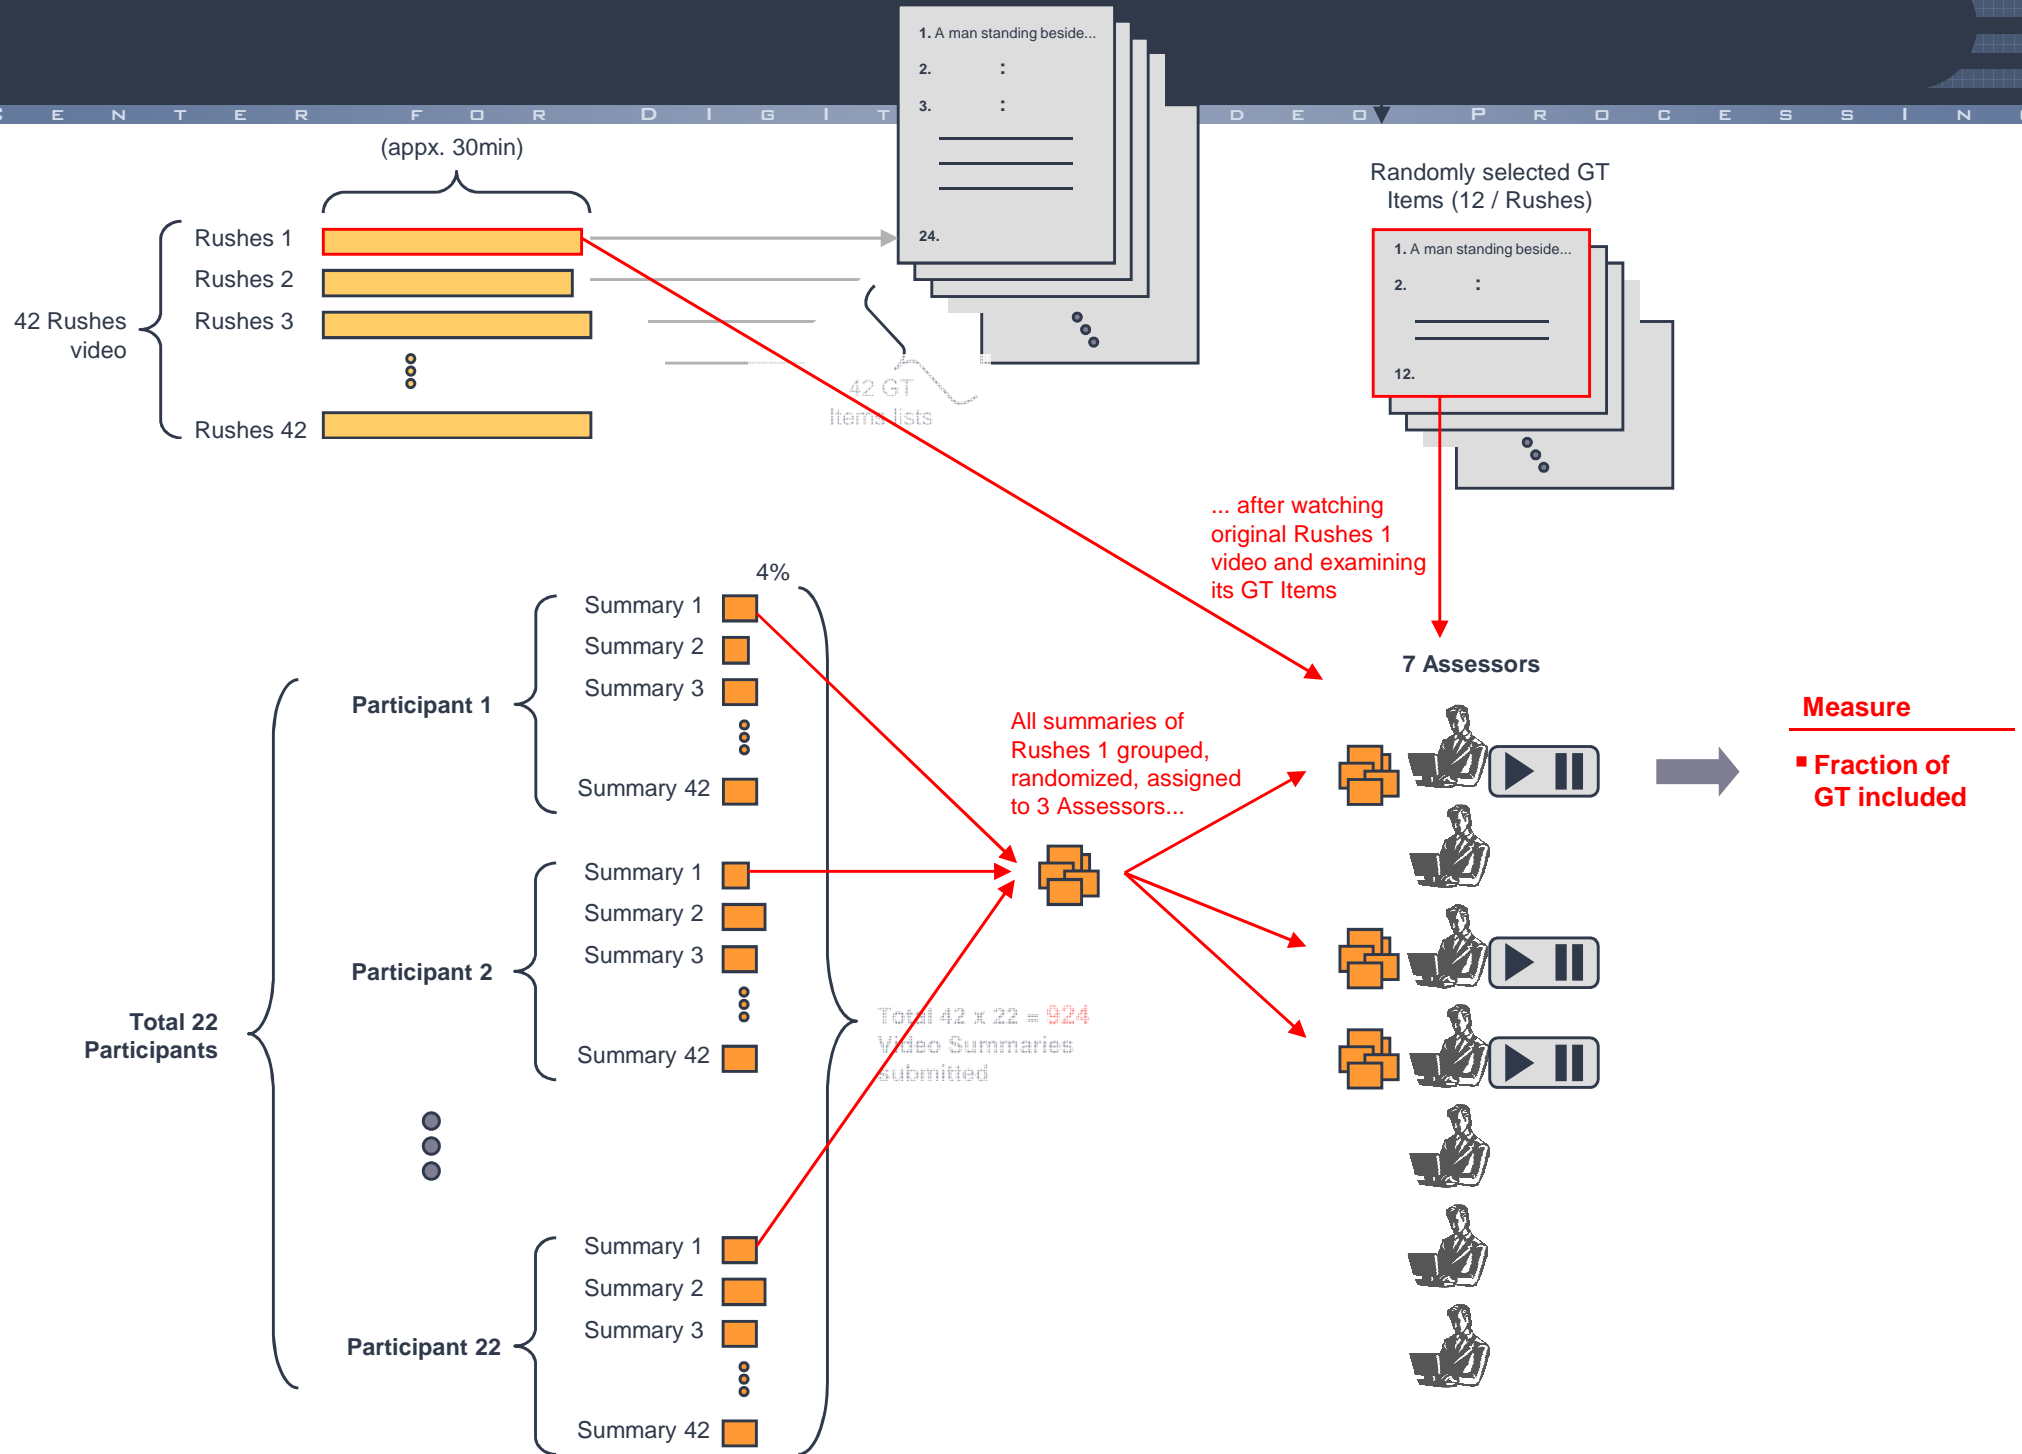 1. A man standing beside...
2. :
3. :
24.
E N T E R F O R D I G I T D E O P R O C E S S I N
(appx. 30min)
Rushes 1
Rushes 2
Rushes 3
Rushes 42
42 Rushes
video
42 GT
Items lists
Randomly selected GT
Items (12 / Rushes)
1. A man standing beside...
2. :
12.
... after watching
original Rushes 1
video and examining
its GT Items
4%
Summary 1
Summary 2
Summary 3
Summary 42
Participant 1
Summary 1
Summary 2
Summary 3
Summary 42
Participant 2
Total 22
Participants
Summary 1
Summary 2
Summary 3
Summary 42
Participant 22
Total 42 x 22 = 924
Video Summaries
submitted
All summaries of
Rushes 1 grouped,
randomized, assigned
to 3 Assessors...
7 Assessors
Measure
▪ Fraction of
GT included